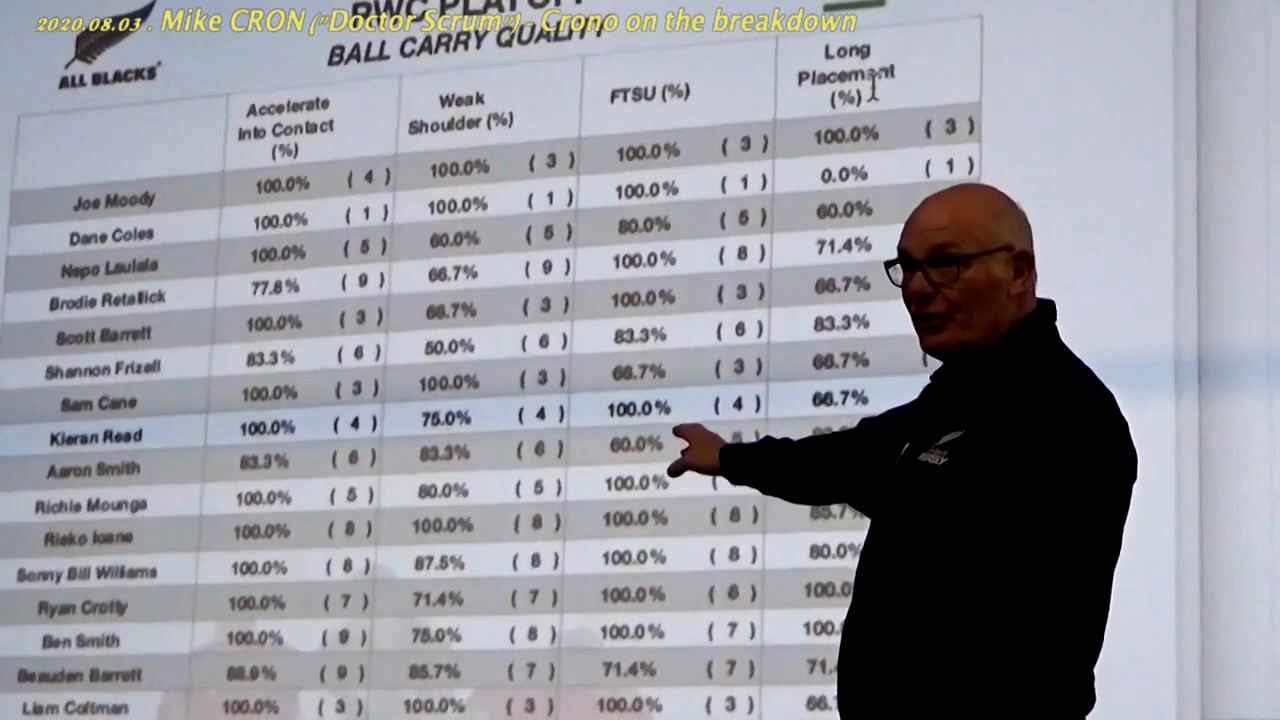 2020.08.03 . Mike CRON ("Doctor Scrum") - Crono on the breakdown
RWC PLAYOFF
BALL CARRY QUALITY
ALL BLACKS
Accelerate Into Contact (%) Weak Shoulder (%) FTSU (%) Long Placement (%)
Joe Moody 100.0% ( 4 ) 100.0% ( 3 ) 100.0% ( 3 ) 100.0% ( 3 )
Dane Coles 100.0% ( 1 ) 100.0% ( 1 ) 100.0% ( 1 ) 0.0% ( 1 )
Nepo Laulala 100.0% ( 5 ) 60.0% ( 5 ) 80.0% ( 5 ) 60.0%
Brodie Retallick 77.8% ( 9 ) 66.7% ( 9 ) 100.0% ( 8 ) 71.4%
Scott Barrett 100.0% ( 3 ) 66.7% ( 3 ) 100.0% ( 3 ) 66.7%
Shannon Frizell 83.3% ( 6 ) 50.0% ( 6 ) 83.3% ( 6 ) 83.3%
Sam Cane 100.0% ( 3 ) 100.0% ( 3 ) 66.7% ( 3 ) 66.7%
Kieran Read 100.0% ( 4 ) 75.0% ( 4 ) 100.0% ( 4 ) 66.7%
Aaron Smith 83.3% ( 6 ) 83.3% ( 6 ) 60.0%
Richie Mounga 100.0% ( 5 ) 80.0% ( 5 ) 100.0%
Rieko Ioane 100.0% ( 8 ) 100.0% ( 8 ) 100.0% ( 6 )
Sonny Bill Williams 100.0% ( 8 ) 87.5% ( 8 ) 100.0% ( 8 ) 80.0%
Ryan Crotty 100.0% ( 7 ) 71.4% ( 7 ) 100.0% ( 6 ) 100.0
Ben Smith 100.0% ( 9 ) 75.0% ( 8 ) 100.0% ( 7 ) 100.
Beauden Barrett 88.9% ( 9 ) 85.7% ( 7 ) 71.4% ( 7 ) 71.
Liam Coltman 100.0% ( 3 ) 100.0% ( 3 ) 100.0% ( 3 ) 66.